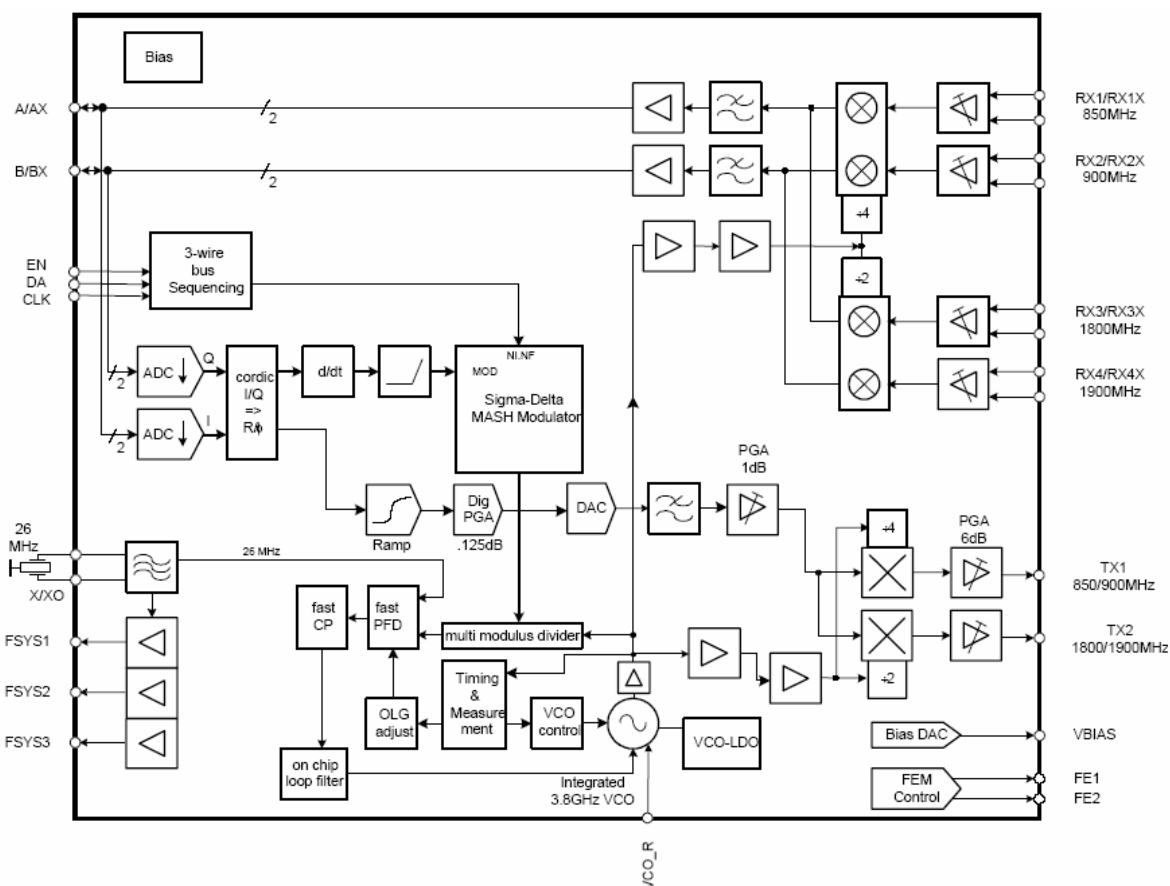 Bias
A/AX
2
RX1/RX1X
850MHz
B/BX
2
RX2/RX2X
900MHz
÷4
EN
DA
CLK
3-wire
bus
Sequencing
÷2
RX3/RX3X
1800MHz
NI.NF
MOD
Sigma-Delta
MASH Modulator
2
ADC
Q
cordic
I/Q
=>
R/ϕ
d/dt
RX4/RX4X
1900MHz
2
ADC
I
PGA
1dB
Ramp
Dig
PGA
.125dB
DAC
÷4
PGA
6dB
26
MHz
X/XO
26 MHz
TX1
850/900MHz
fast
CP
fast
PFD
multi modulus divider
TX2
1800/1900MHz
÷2
FSYS1
FSYS2
FSYS3
OLG
adjust
Timing
&
Measure
ment
VCO
control
VCO-LDO
Bias DAC
VBIAS
on chip
loop filter
Integrated
3.8GHz VCO
FEM
Control
FE1
FE2
VCO_R